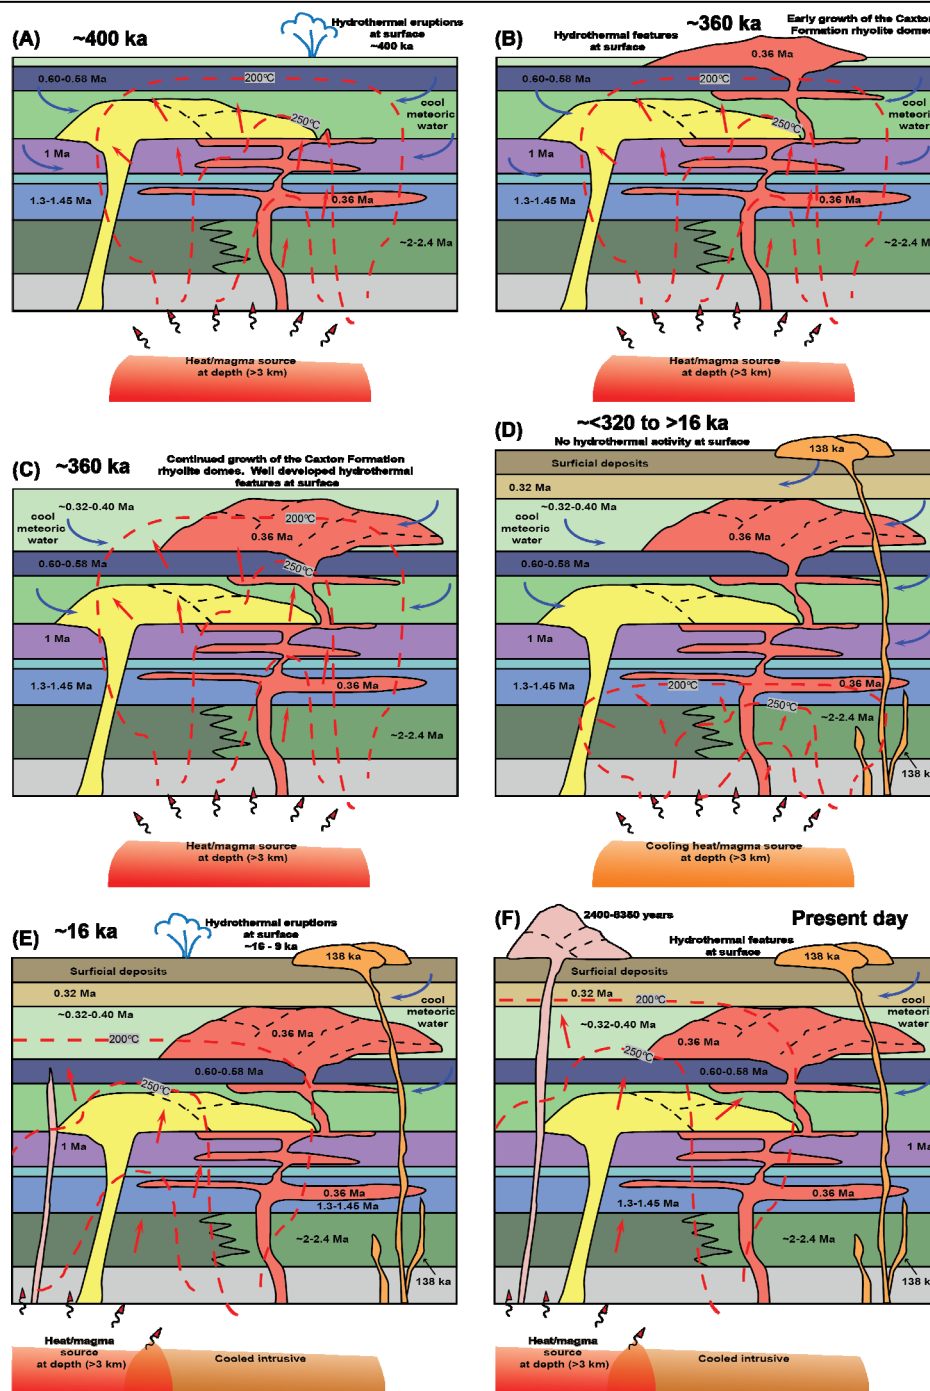 (A)
~400 ka
Hydrothermal eruptions
at surface
~400 ka
0.60-0.58 Ma
200°C
cool
meteoric
water
250°C
1 Ma
1.3-1.45 Ma
0.36 Ma
~2-2.4 Ma
Heat/magma source
at depth (>3 km)
(B)
~360 ka
Hydrothermal features
at surface
Early growth of the Caxton
Formation rhyolite domes
0.36 Ma
0.60-0.58 Ma
200°C
cool
meteoric
water
250°C
1 Ma
1.3-1.45 Ma
0.36 Ma
~2-2.4 M
Heat/magma source
at depth (>3 km)
(C)
~360 ka
Continued growth of the Caxton Formation
rhyolite domes. Well developed hydrothermal
features at surface
~0.32-0.40 Ma
cool
meteoric
water
200°C
0.36 Ma
0.60-0.58 Ma
250°C
1 Ma
1.3-1.45 Ma
0.36 Ma
~2-2.4 Ma
Heat/magma source
at depth (>3 km)
(D)
~<320 to >16 ka
No hydrothermal activity at surface
138 ka
Surficial deposits
0.32 Ma
~0.32-0.40 Ma
cool
meteoric
water
0.36 Ma
0.60-0.58 Ma
1 Ma
1.3-1.45 Ma
0.36 Ma
200°C
250°C
~2-2.4 Ma
138 k
Cooling heat/magma source
at depth (>3 km)
(E)
~16 ka
Hydrothermal eruptions
at surface
~16 - 9 ka
138 ka
Surficial deposits
0.32 Ma
cool
meteoric
water
~0.32-0.40 Ma
0.36 Ma
200°C
0.60-0.58 Ma
250°C
1 Ma
0.36 Ma
1.3-1.45 Ma
~2-2.4 Ma
138 ka
Heat/magma
source
at depth (>3 km)
Cooled intrusive
(F)
Present day
2400-8350 years
Hydrothermal features
at surface
138 ka
Surficial deposits
0.32 Ma
200°C
cool
meteoric
water
~0.32-0.40 Ma
0.36 Ma
250°C
0.60-0.58 Ma
1 Ma
0.36 Ma
1.3-1.45 Ma
~2-2.4 Ma
138 k
Heat/magma
source
at depth (>3 km)
Cooled intrusive